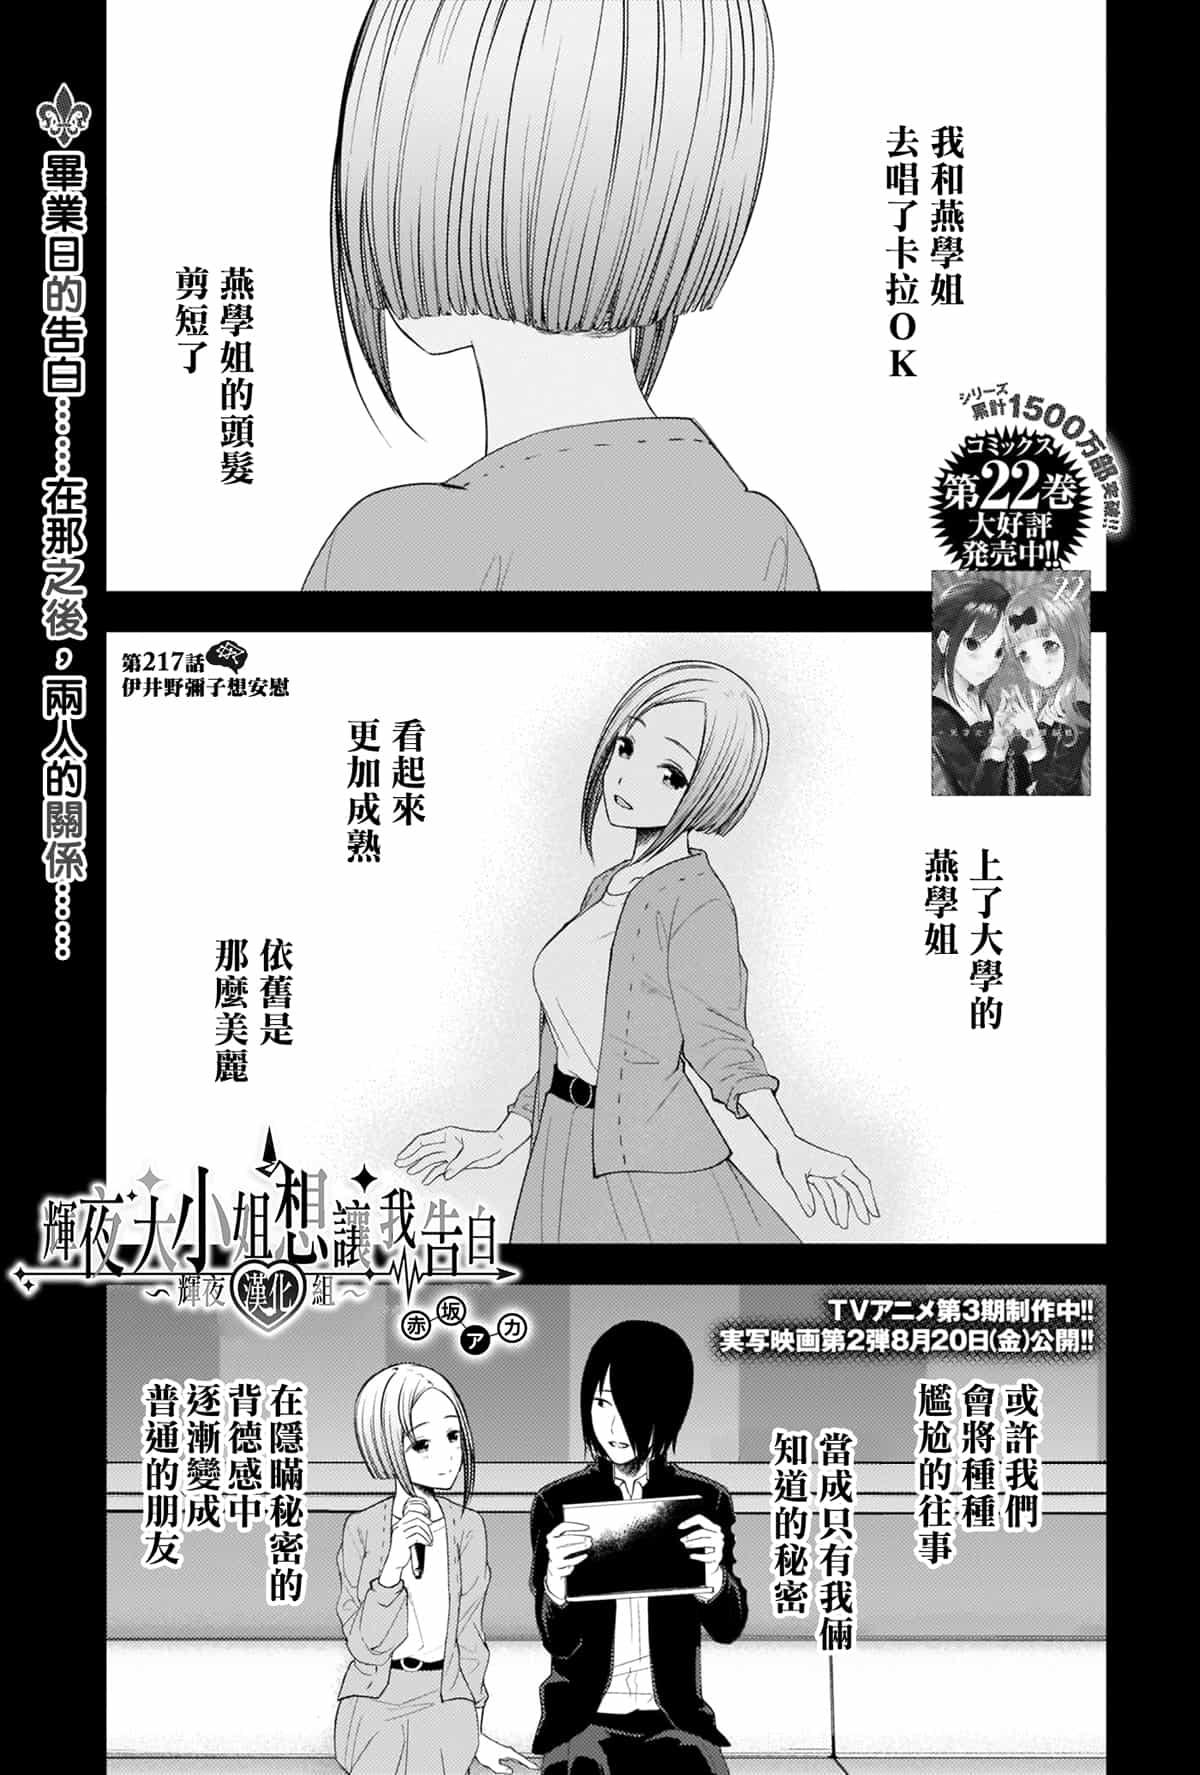 我和燕學姐
去唱了卡拉OK
燕學姐的頭髮
剪短了
畢業日的告白……在那之後，兩人的關係……
シリーズ
累計1500万部突破!!!
コミックス
第22巻
大好評
発売中!!
22
第217話
伊井野彌子想安慰
上了大學的
燕學姐
看起來
更加成熟
依舊是
那麼美麗
輝夜大小姐想讓我告白
～輝夜漢化組～
赤坂アカ
TVアニメ第3期制作中!!
実写映画第2弾8月20日(金)公開!!
或許我們
會將種種
尷尬的往事
當成只有我倆
知道的秘密
在隱瞞秘密的
背德感中
逐漸變成
普通的朋友